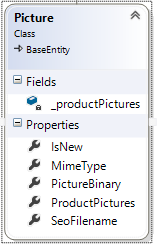 Picture
Class
BaseEntity
Fields
_productPictures
Properties
IsNew
MimeType
PictureBinary
ProductPictures
SeoFilename